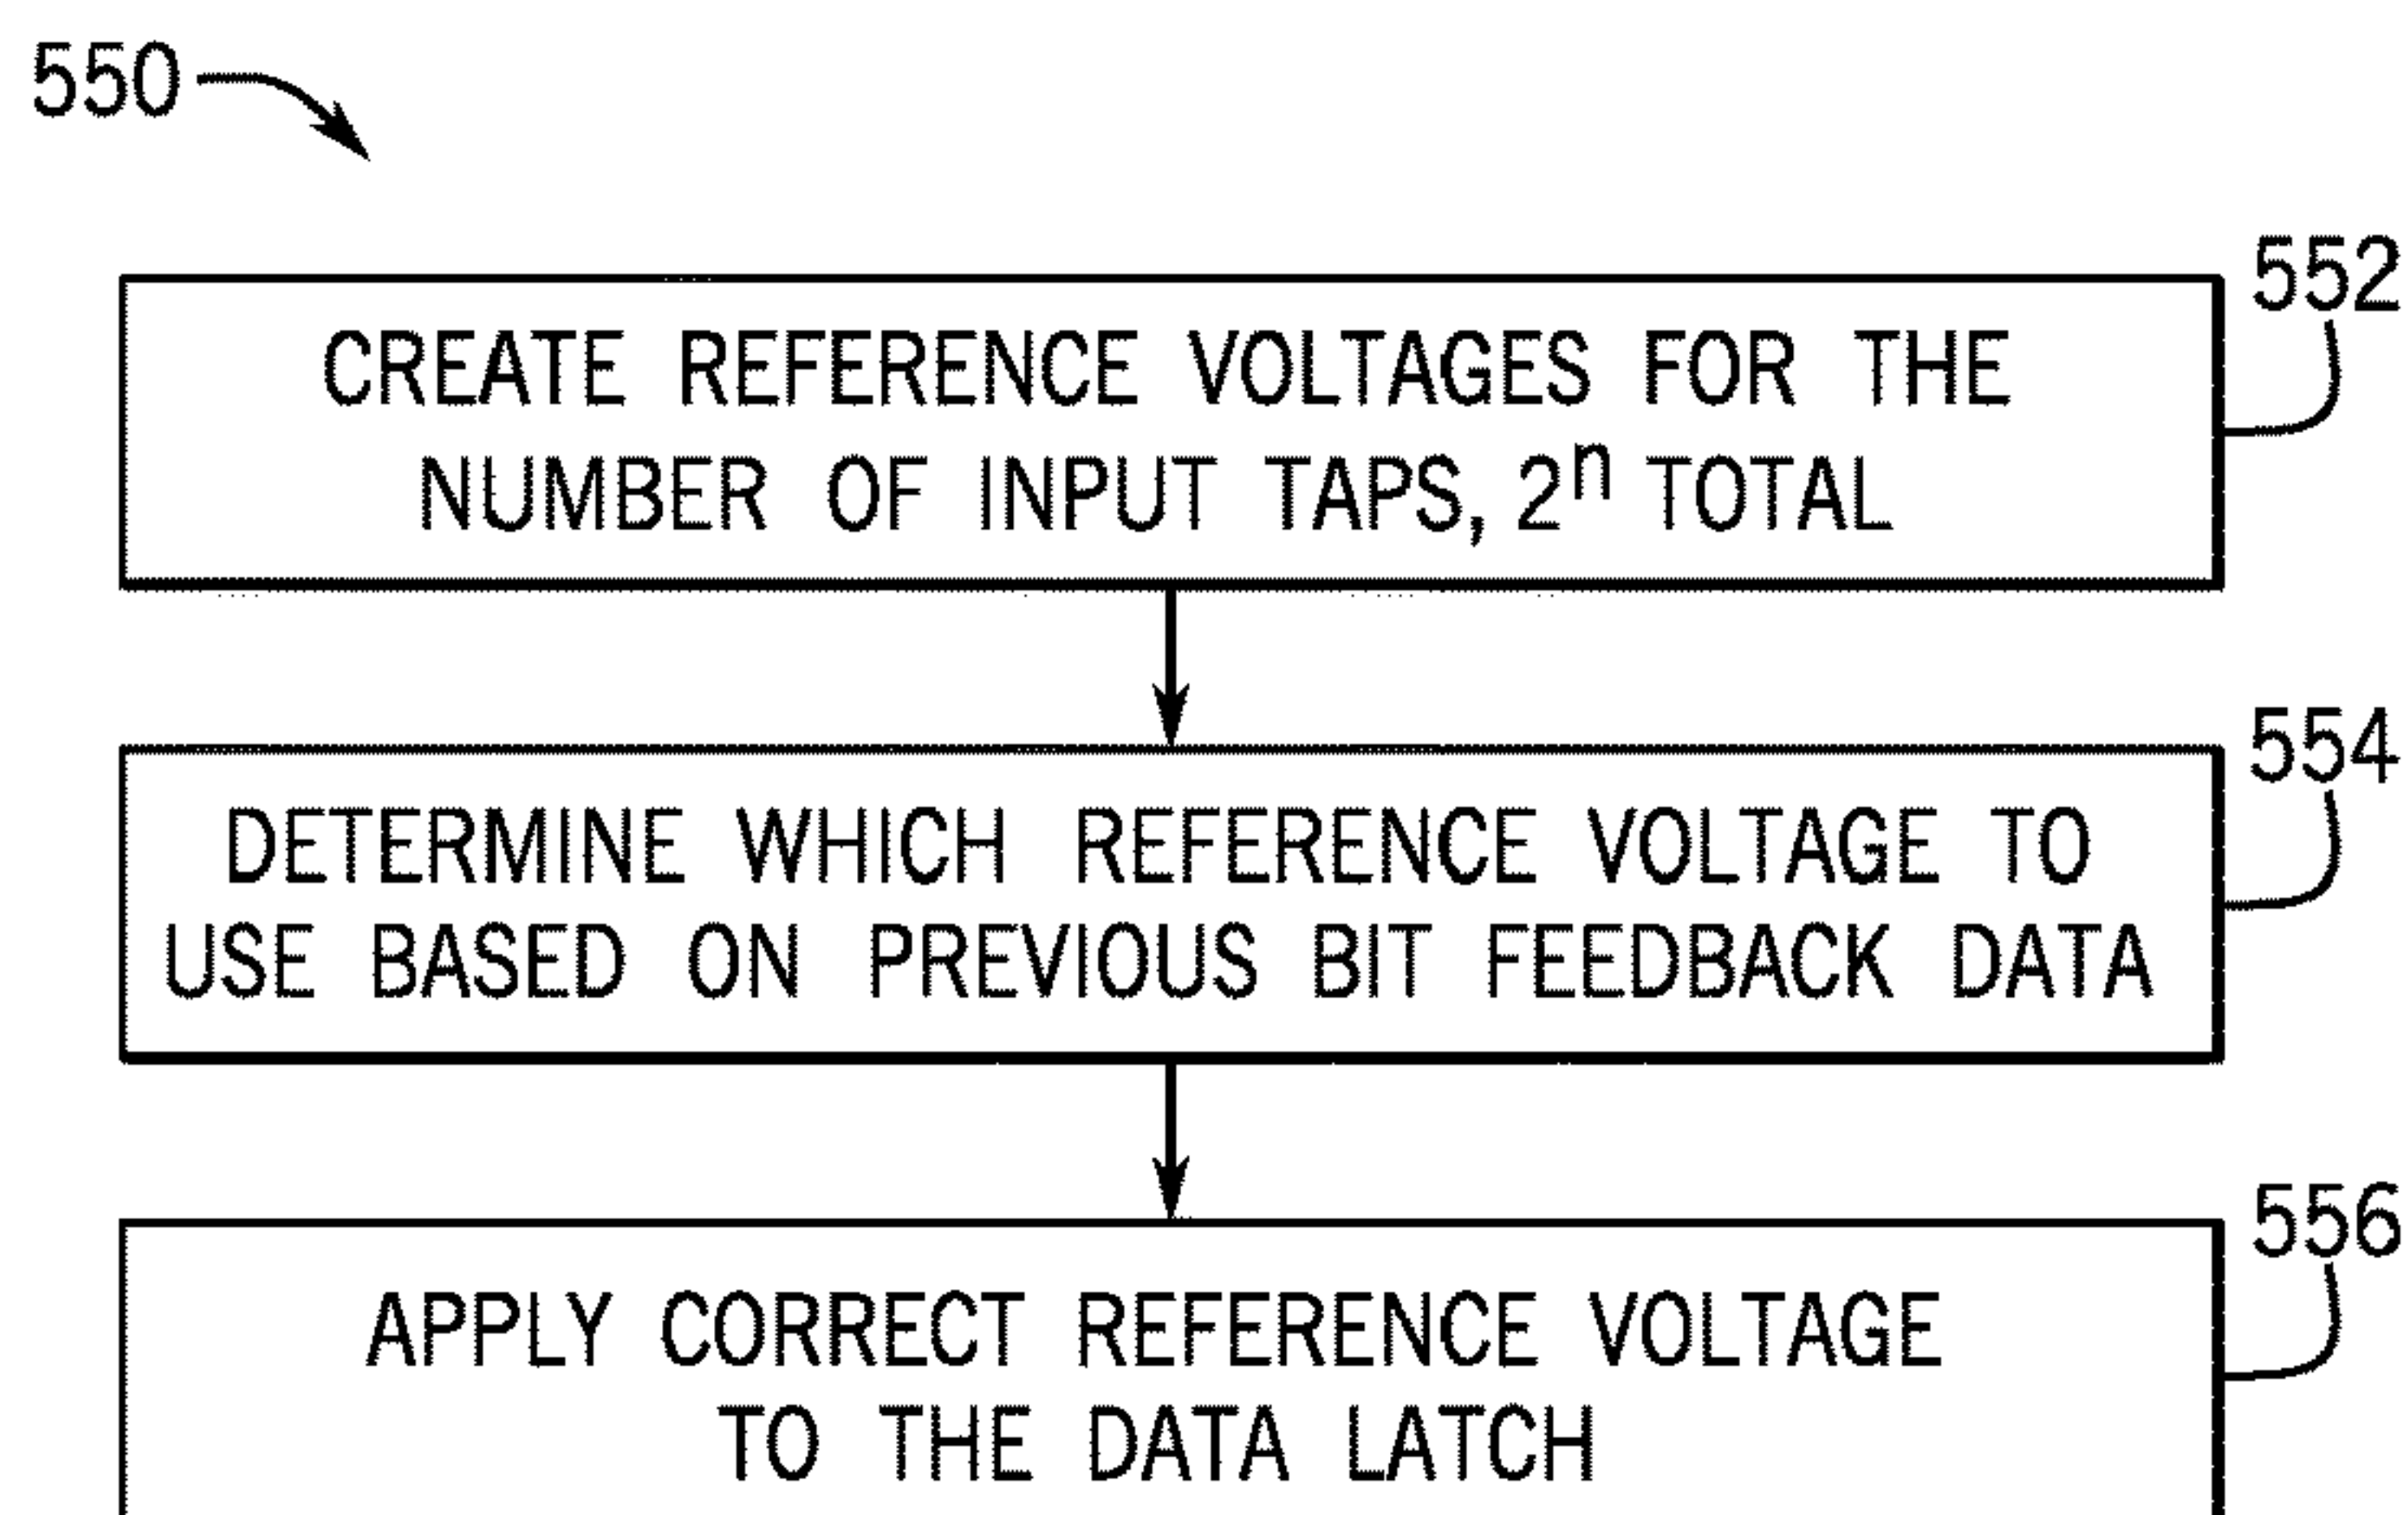 550
552
CREATE REFERENCE VOLTAGES FOR THE
NUMBER OF INPUT TAPS, 2ⁿ TOTAL
554
DETERMINE WHICH REFERENCE VOLTAGE TO
USE BASED ON PREVIOUS BIT FEEDBACK DATA
556
APPLY CORRECT REFERENCE VOLTAGE
TO THE DATA LATCH